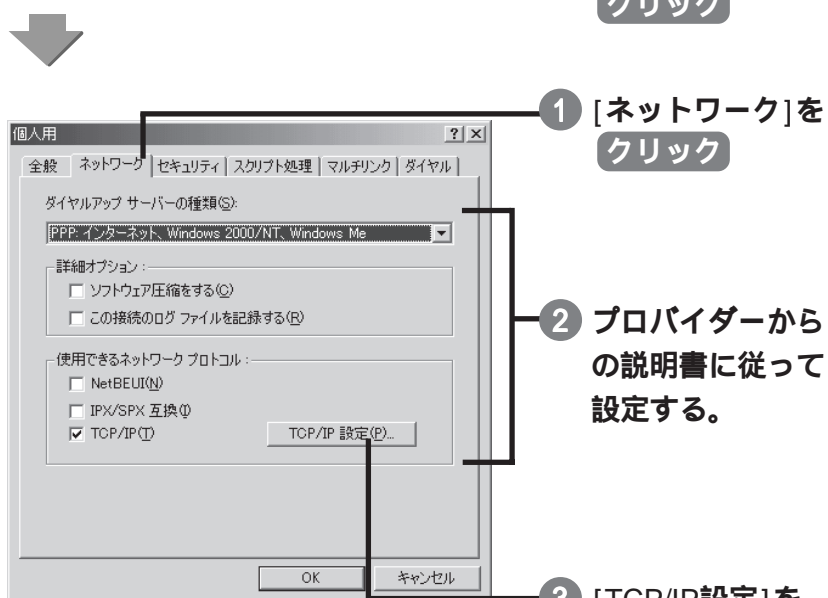 クリック
1 [ネットワーク]を
クリック
個人用
全般 ネットワーク セキュリティ スクリプト処理 マルチリンク ダイヤル
ダイヤルアップ サーバーの種類(S):
PPP: インターネット、Windows 2000/NT、Windows Me
詳細オプション:
ソフトウェア圧縮をする(C)
この接続のログ ファイルを記録する(R)
使用できるネットワーク プロトコル:
NetBEUI(N)
IPX/SPX 互換(I)
TCP/IP(T)
TCP/IP 設定(P)...
OK キャンセル
2 プロバイダーから
の説明書に従って
設定する。
3 [TCP/IP設定]を